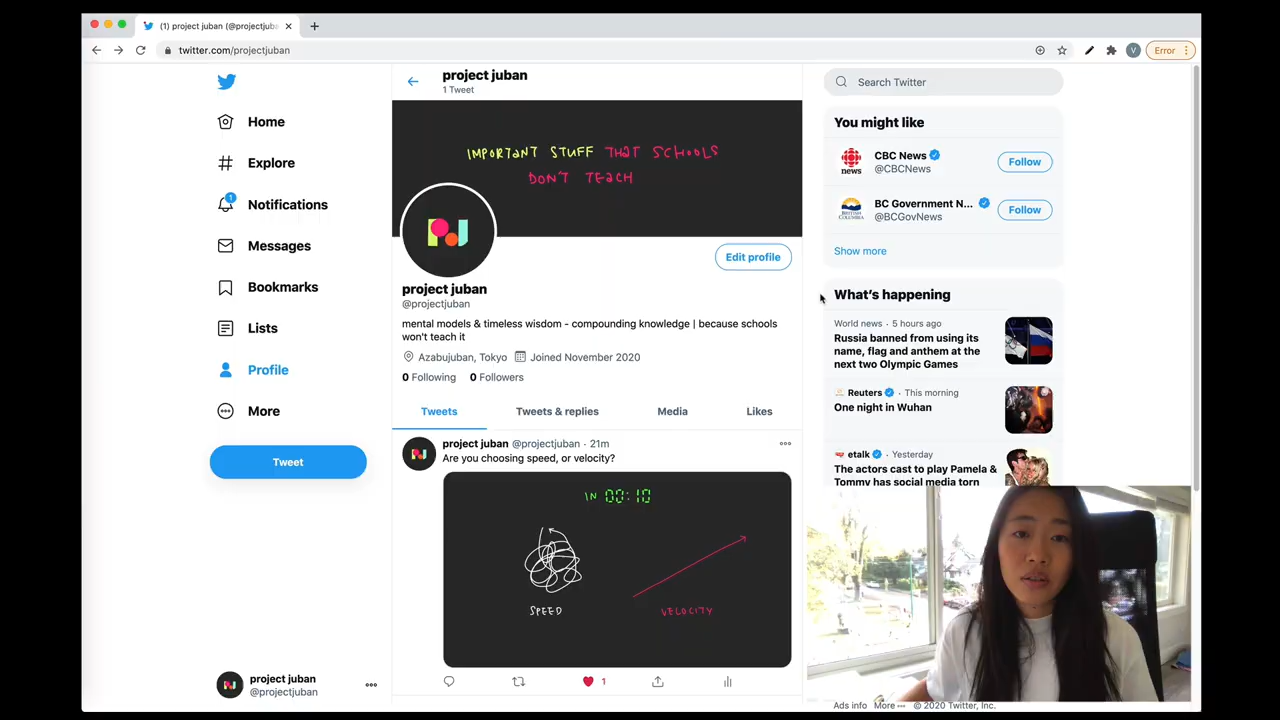 (1) project juban (@projectjub
twitter.com/projectjuban
Error
project juban
1 Tweet
Search Twitter
Home
Explore
1
Notifications
Messages
Bookmarks
Lists
Profile
More
Tweet
project juban
@projectjuban
IMPORTANT STUFF THAT SCHOOLS
DON'T TEACH
Edit profile
project juban
@projectjuban
mental models & timeless wisdom - compounding knowledge | because schools
won't teach it
Azabujuban, Tokyo Joined November 2020
0 Following 0 Followers
Tweets Tweets & replies Media Likes
project juban @projectjuban · 21m
Are you choosing speed, or velocity?
IN 00:10
SPEED
VELOCITY
1
You might like
CBC News
@CBCNews
Follow
news
BC Government N...
@BCGovNews
Follow
Show more
What's happening
World news · 5 hours ago
Russia banned from using its
name, flag and anthem at the
next two Olympic Games
Reuters · This morning
One night in Wuhan
etalk · Yesterday
The actors cast to play Pamela &
Tommy has social media torn
Ads info More ··· © 2020 Twitter, Inc.
V